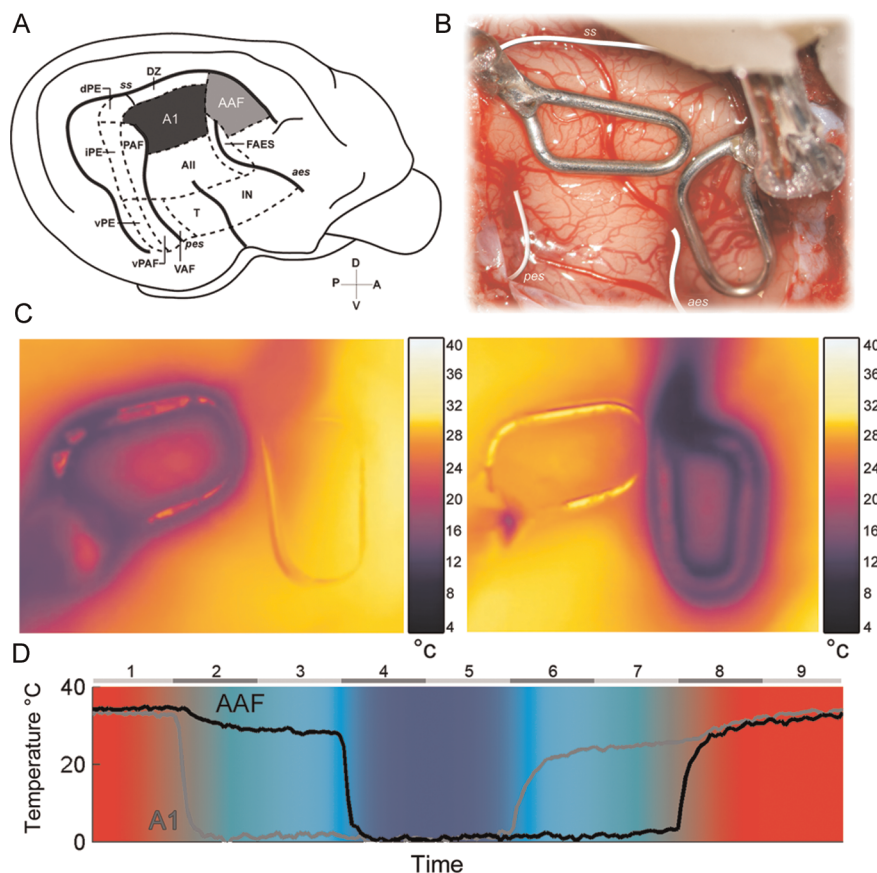 A
DZ
dPE
ss
AAF
A1
PAF
FAES
iPE
AII
aes
IN
T
vPE
pes
vPAF
VAF
D
P
A
V
B
ss
pes
aes
C
40
36
32
28
24
20
16
12
8
4
°C
40
36
32
28
24
20
16
12
8
4
°C
D
1 2 3 4 5 6 7 8 9
40
20
0
Temperature °C
AAF
A1
Time